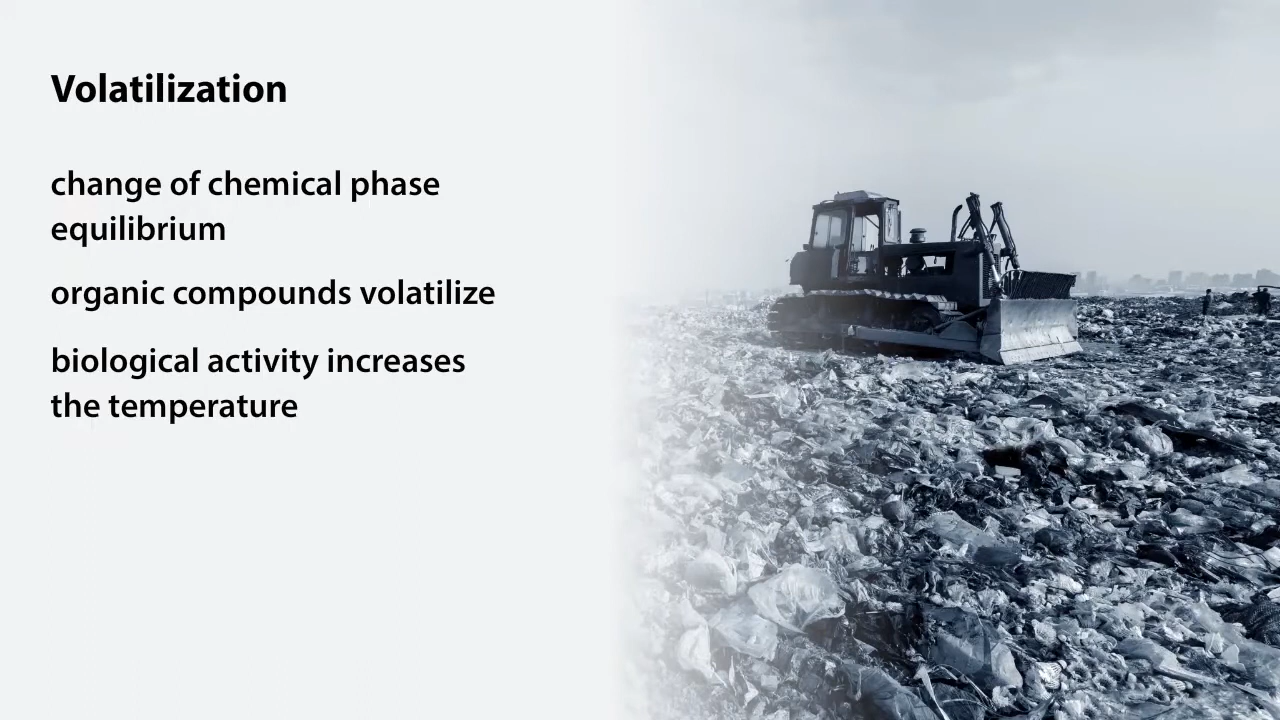 Volatilization
change of chemical phase
equilibrium
organic compounds volatilize
biological activity increases
the temperature